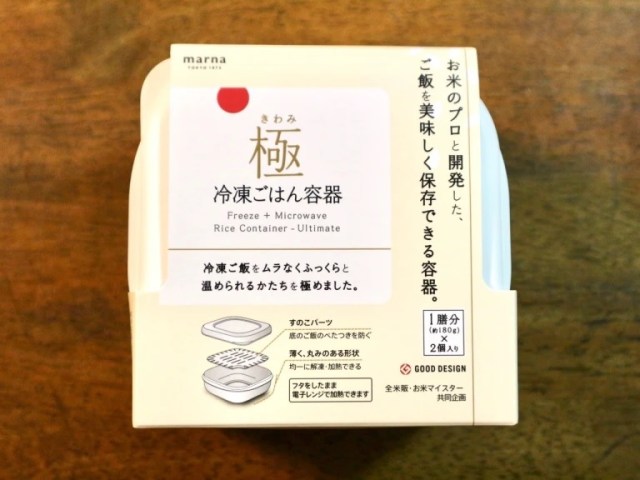 marna
TOKYO 1872
お米のプロと開発した、
ご飯を美味しく保存できる容器。
きわみ
極
冷凍ごはん容器
Freeze + Microwave
Rice Container - Ultimate
冷凍ご飯をムラなくふっくらと
温められるかたちを極めました。
すのこパーツ
底のご飯のべたつきを防ぐ
薄く、丸みのある形状
均一に解凍・加熱できる
フタをしたまま
電子レンジで加熱できます
1膳分
(約180g)
×
2個入り
GOOD DESIGN
全米販・お米マイスター
共同企画